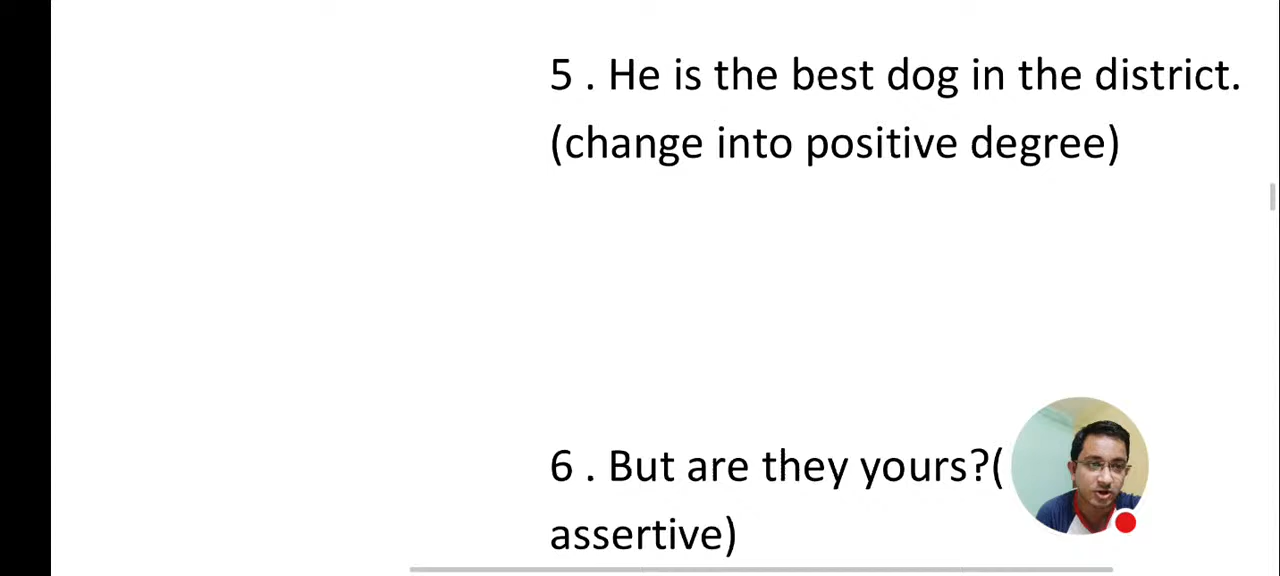 5 . He is the best dog in the district.
(change into positive degree)
6 . But are they yours?(
assertive)